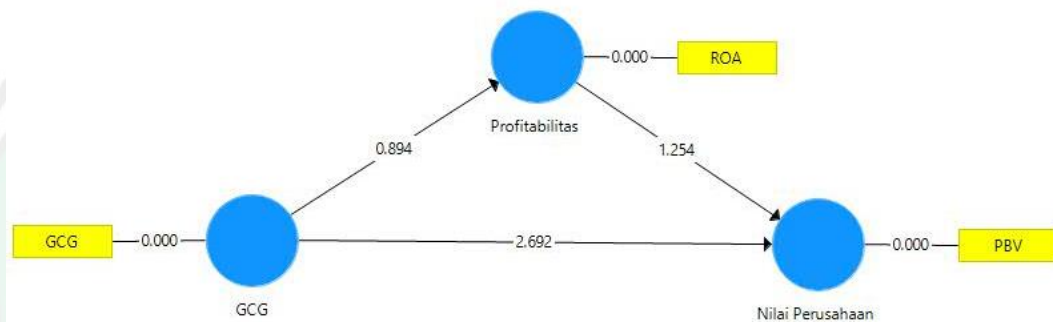 0.000
ROA
Profitabilitas
0.894
1.254
GCG
0.000
2.692
0.000
PBV
GCG
Nilai Perusahaan